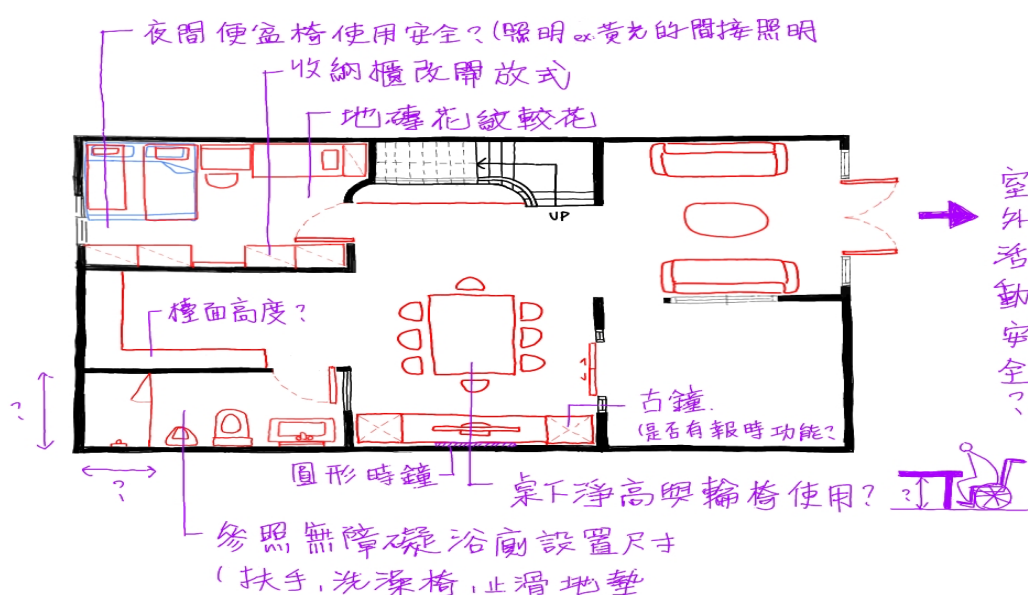 夜間便盆椅使用安全?(照明 ex.黃光的間接照明
收納櫃改開放式
地磚花紋較花
UP
室外活動安全?
檯面高度?
?
古鐘.
(是否有報時功能?
?
圓形時鐘
桌下淨高與輪椅使用?
?
參照無障礙浴廁設置尺寸
(扶手,洗澡椅,止滑地墊